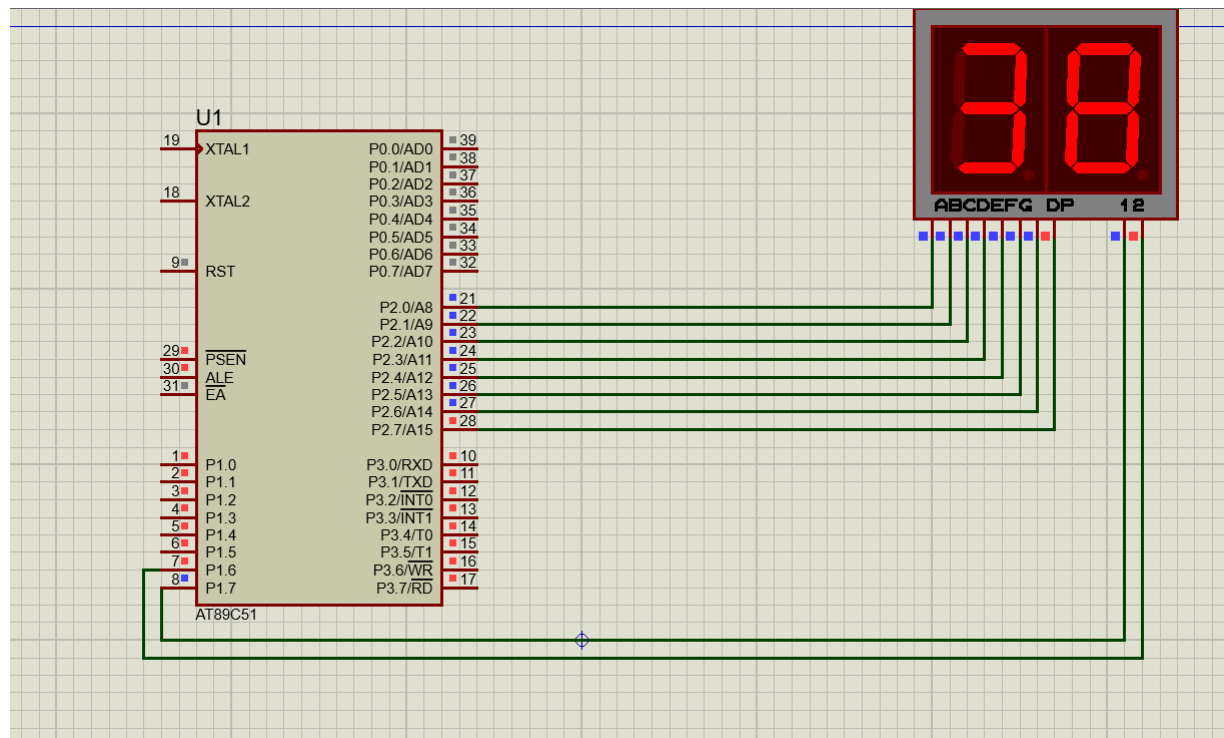 38
ABCDEFG DP 12
U1
19 XTAL1
18 XTAL2
9 RST
29 PSEN
30 ALE
31 EA
1 P1.0
2 P1.1
3 P1.2
4 P1.3
5 P1.4
6 P1.5
7 P1.6
8 P1.7
P0.0/AD0 39
P0.1/AD1 38
P0.2/AD2 37
P0.3/AD3 36
P0.4/AD4 35
P0.5/AD5 34
P0.6/AD6 33
P0.7/AD7 32
P2.0/A8 21
P2.1/A9 22
P2.2/A10 23
P2.3/A11 24
P2.4/A12 25
P2.5/A13 26
P2.6/A14 27
P2.7/A15 28
P3.0/RXD 10
P3.1/TXD 11
P3.2/INT0 12
P3.3/INT1 13
P3.4/T0 14
P3.5/T1 15
P3.6/WR 16
P3.7/RD 17
AT89C51